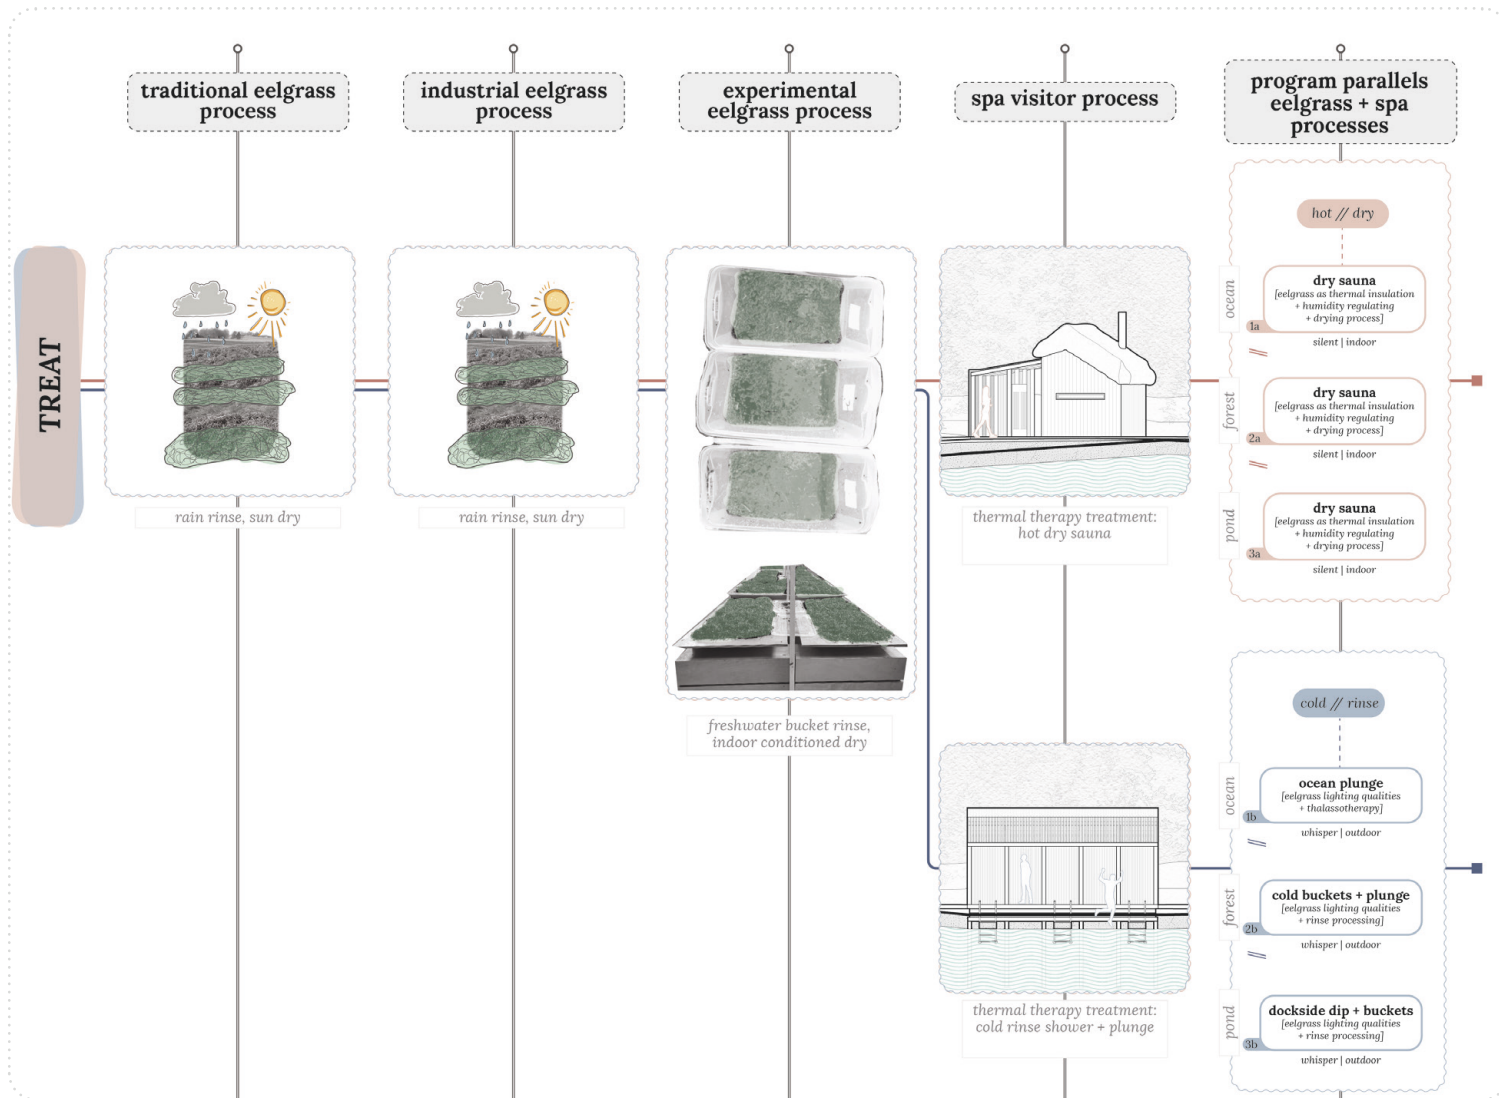 traditional eelgrass
process
industrial eelgrass
process
experimental
eelgrass process
spa visitor process
program parallels
eelgrass + spa
processes
TREAT
rain rinse, sun dry
rain rinse, sun dry
freshwater bucket rinse,
indoor conditioned dry
thermal therapy treatment:
hot dry sauna
thermal therapy treatment:
cold rinse shower + plunge
hot // dry
ocean
dry sauna
[eelgrass as thermal insulation
+ humidity regulating
+ drying process]
1a
silent | indoor
forest
dry sauna
[eelgrass as thermal insulation
+ humidity regulating
+ drying process]
2a
silent | indoor
pond
dry sauna
[eelgrass as thermal insulation
+ humidity regulating
+ drying process]
3a
silent | indoor
cold // rinse
ocean
ocean plunge
[eelgrass lighting qualities
+ thalassotherapy]
1b
whisper | outdoor
forest
cold buckets + plunge
[eelgrass lighting qualities
+ rinse processing]
2b
whisper | outdoor
pond
dockside dip + buckets
[eelgrass lighting qualities
+ rinse processing]
3b
whisper | outdoor